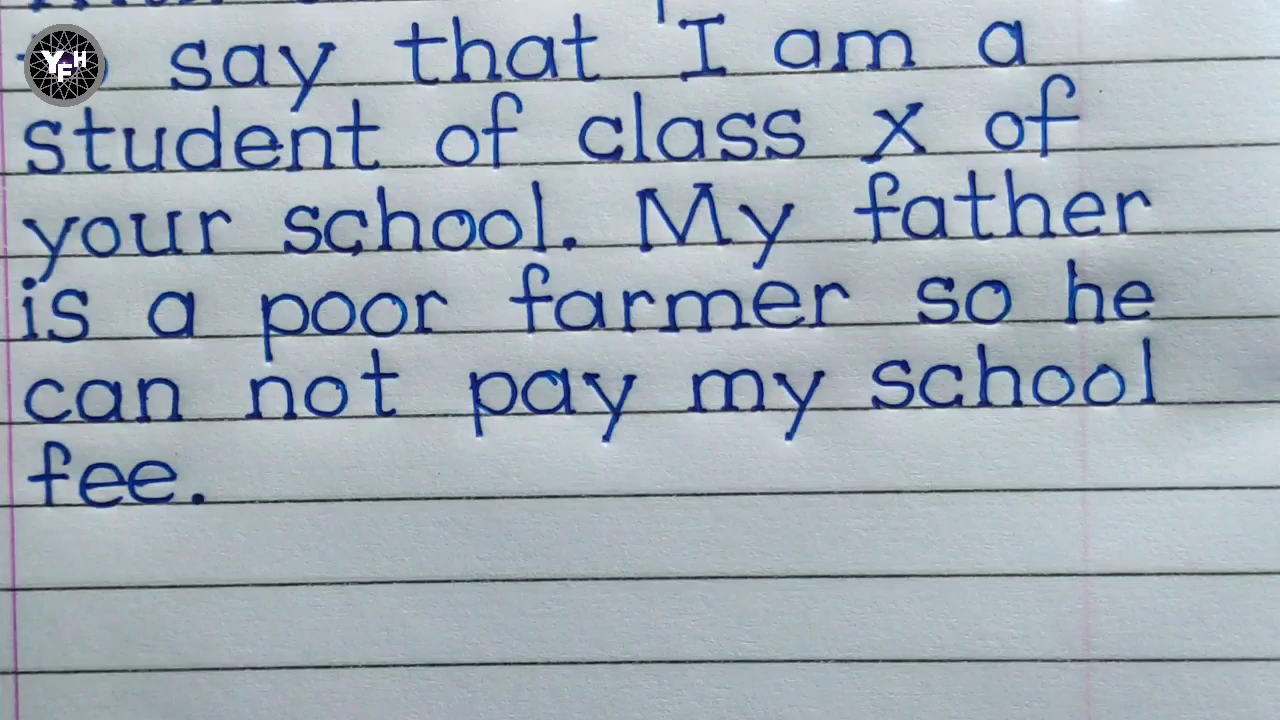 YFH
say that I am a
student of class x of
your school. My father
is a poor farmer so he
can not pay my school
fee.